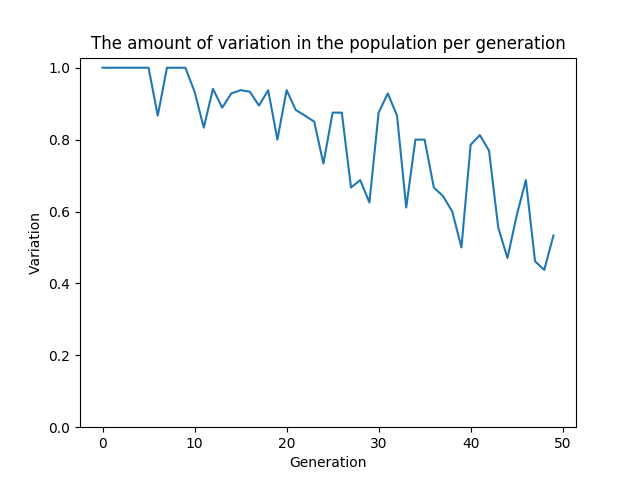 The amount of variation in the population per generation
1.0
0.8
0.6
0.4
0.2
0.0
Variation
0 10 20 30 40 50
Generation